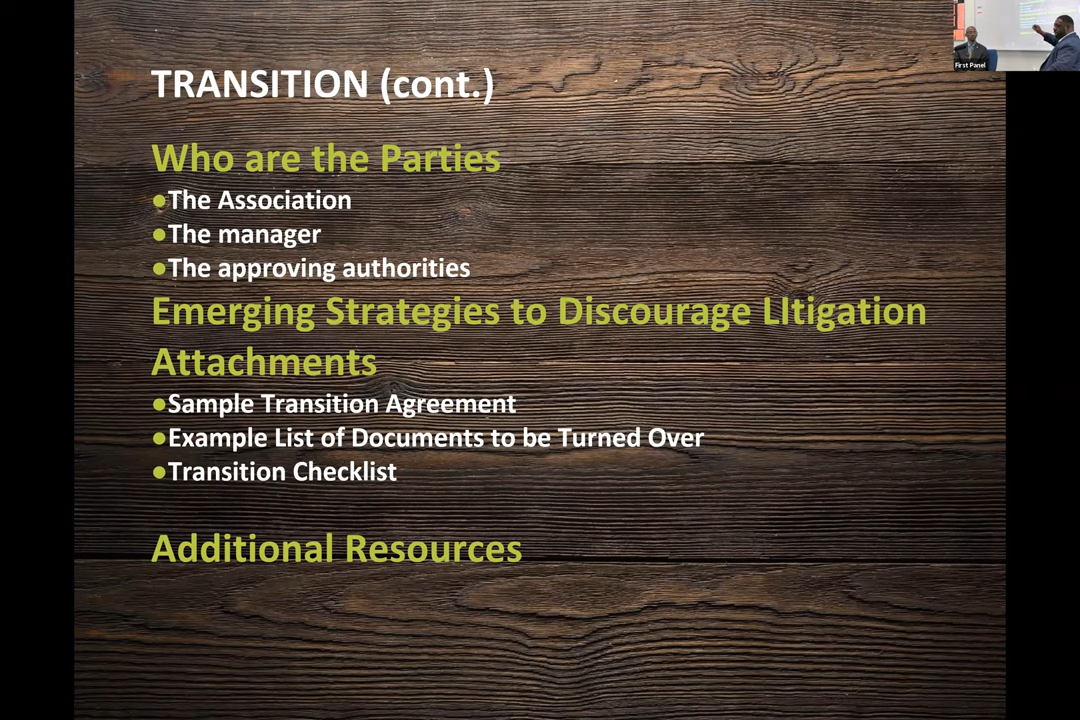 TRANSITION (cont.)
Who are the Parties
●The Association
●The manager
●The approving authorities
Emerging Strategies to Discourage LItigation
Attachments
●Sample Transition Agreement
●Example List of Documents to be Turned Over
●Transition Checklist
Additional Resources
First Panel